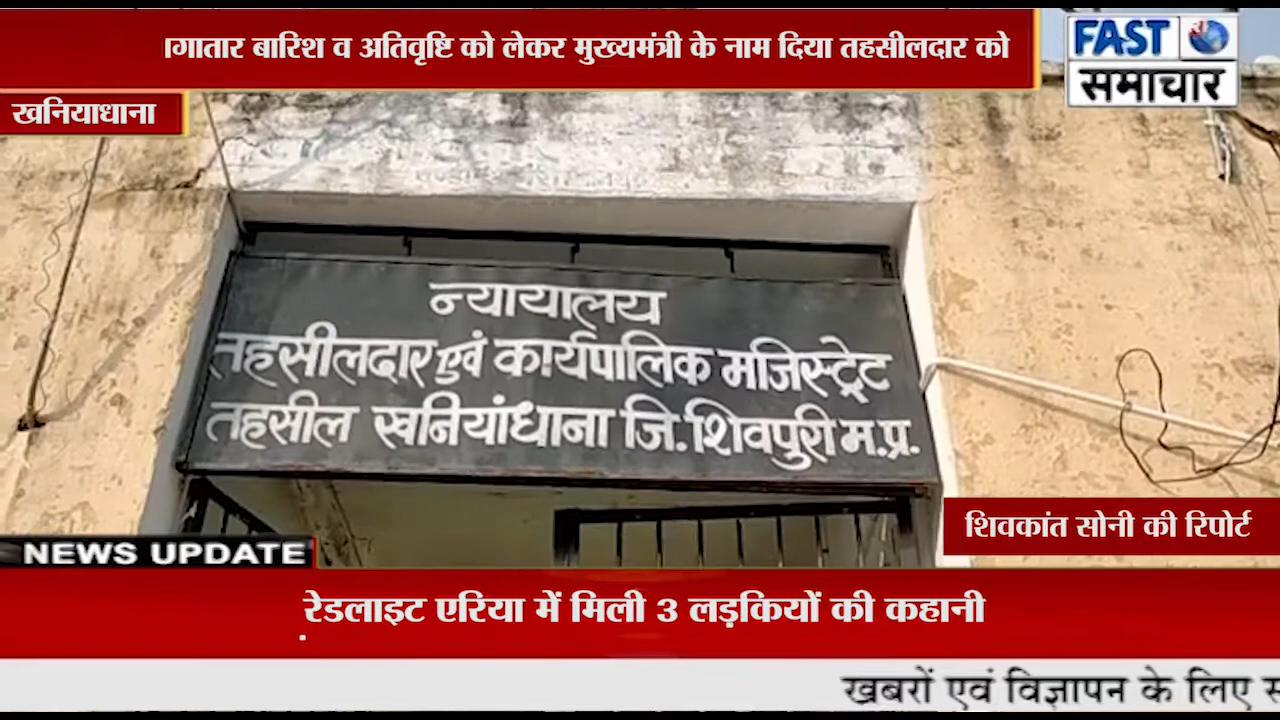 गातार बारिश व अतिवृष्टि को लेकर मुख्यमंत्री के नाम दिया तहसीलदार को
FAST
समाचार
खनियाधाना
न्यायालय
तहसीलदार एवं कार्यपालिक मजिस्ट्रेट
तहसील खनियांधाना जि.शिवपुरी म.प्र.
शिवकांत सोनी की रिपोर्ट
NEWS UPDATE
रेडलाइट एरिया में मिली 3 लड़कियों की कहानी
खबरों एवं विज्ञापन के लिए